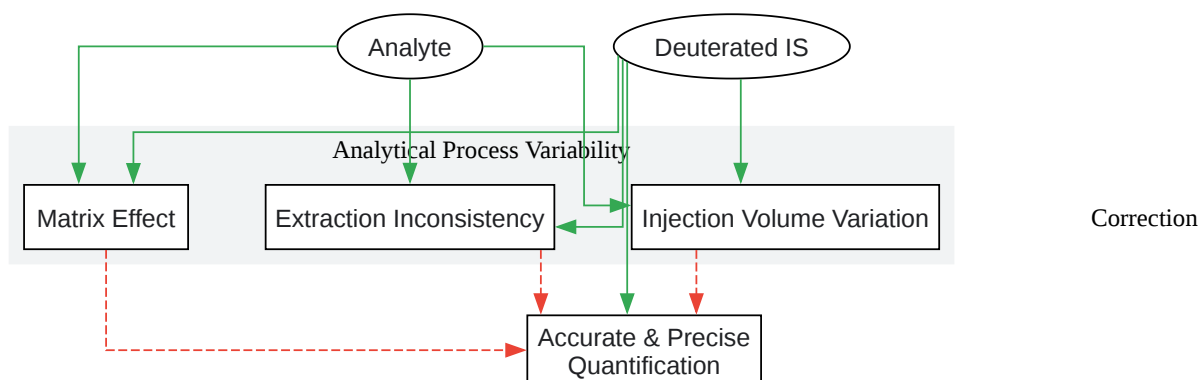 Analyte
Deuterated IS
Analytical Process Variability
Matrix Effect
Extraction Inconsistency
Injection Volume Variation
Correction
Accurate & Precise
Quantification